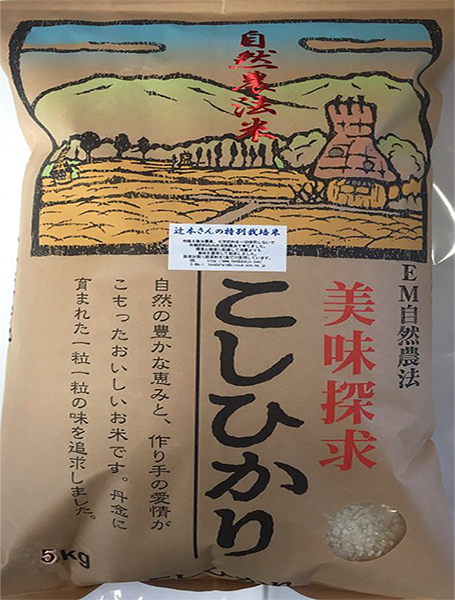 自然農法米
辻本さんの特別栽培米
EM自然農法
美味探求
こしひかり
自然の豊かな恵みと、作り手の愛情が
こもったおいしいお米です。丹念に
育まれた一粒一粒の味を追求しました。
5kg